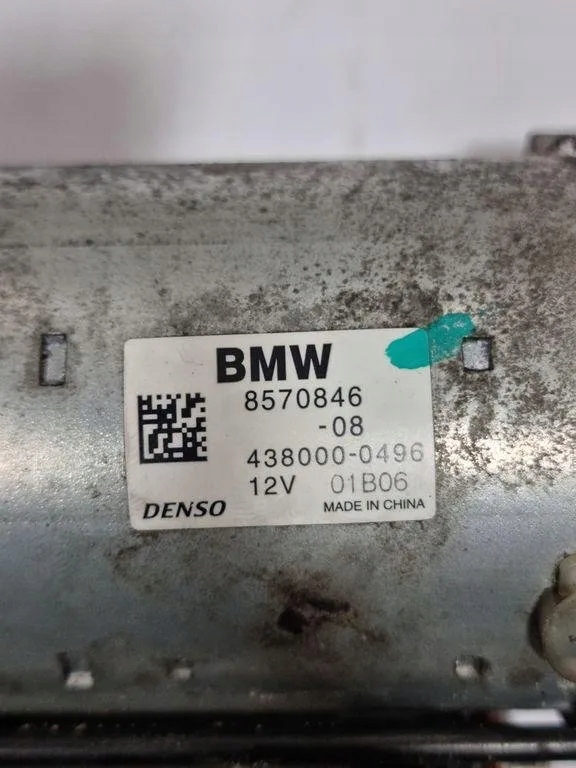 BMW
8570846
-08
438000-0496
12V 01B06
DENSO MADE IN CHINA